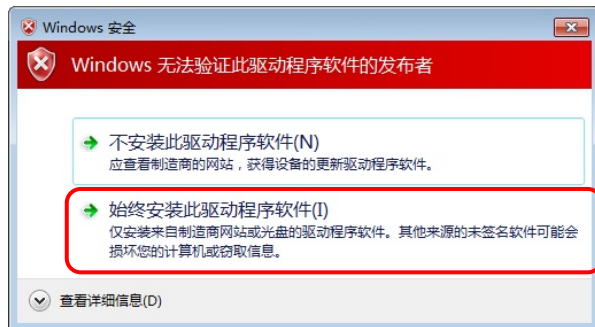 Windows 安全
Windows 无法验证此驱动程序软件的发布者
不安装此驱动程序软件(N)
应查看制造商的网站，获得设备的更新驱动程序软件。
始终安装此驱动程序软件(I)
仅安装来自制造商网站或光盘的驱动程序软件。其他来源的未签名软件可能会
损坏您的计算机或窃取信息。
查看详细信息(D)